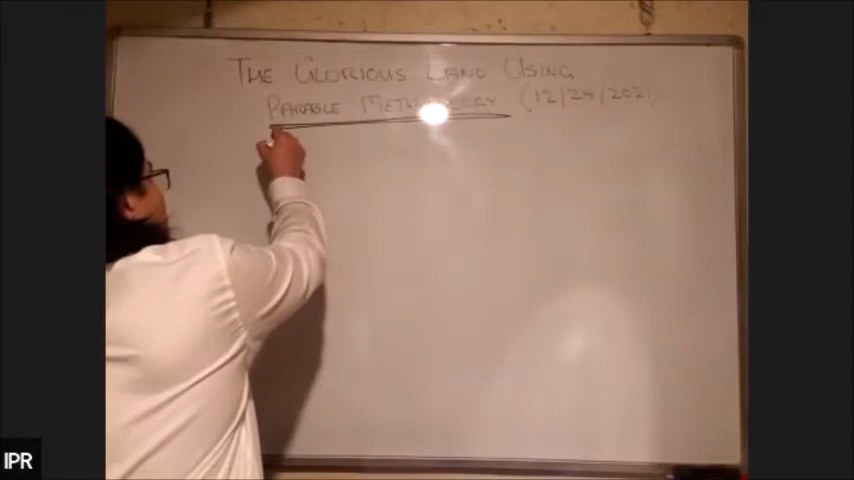 THE GLORIOUS LAND USING
PARABLE METHODOLOGY (12/24/2021)
IPR